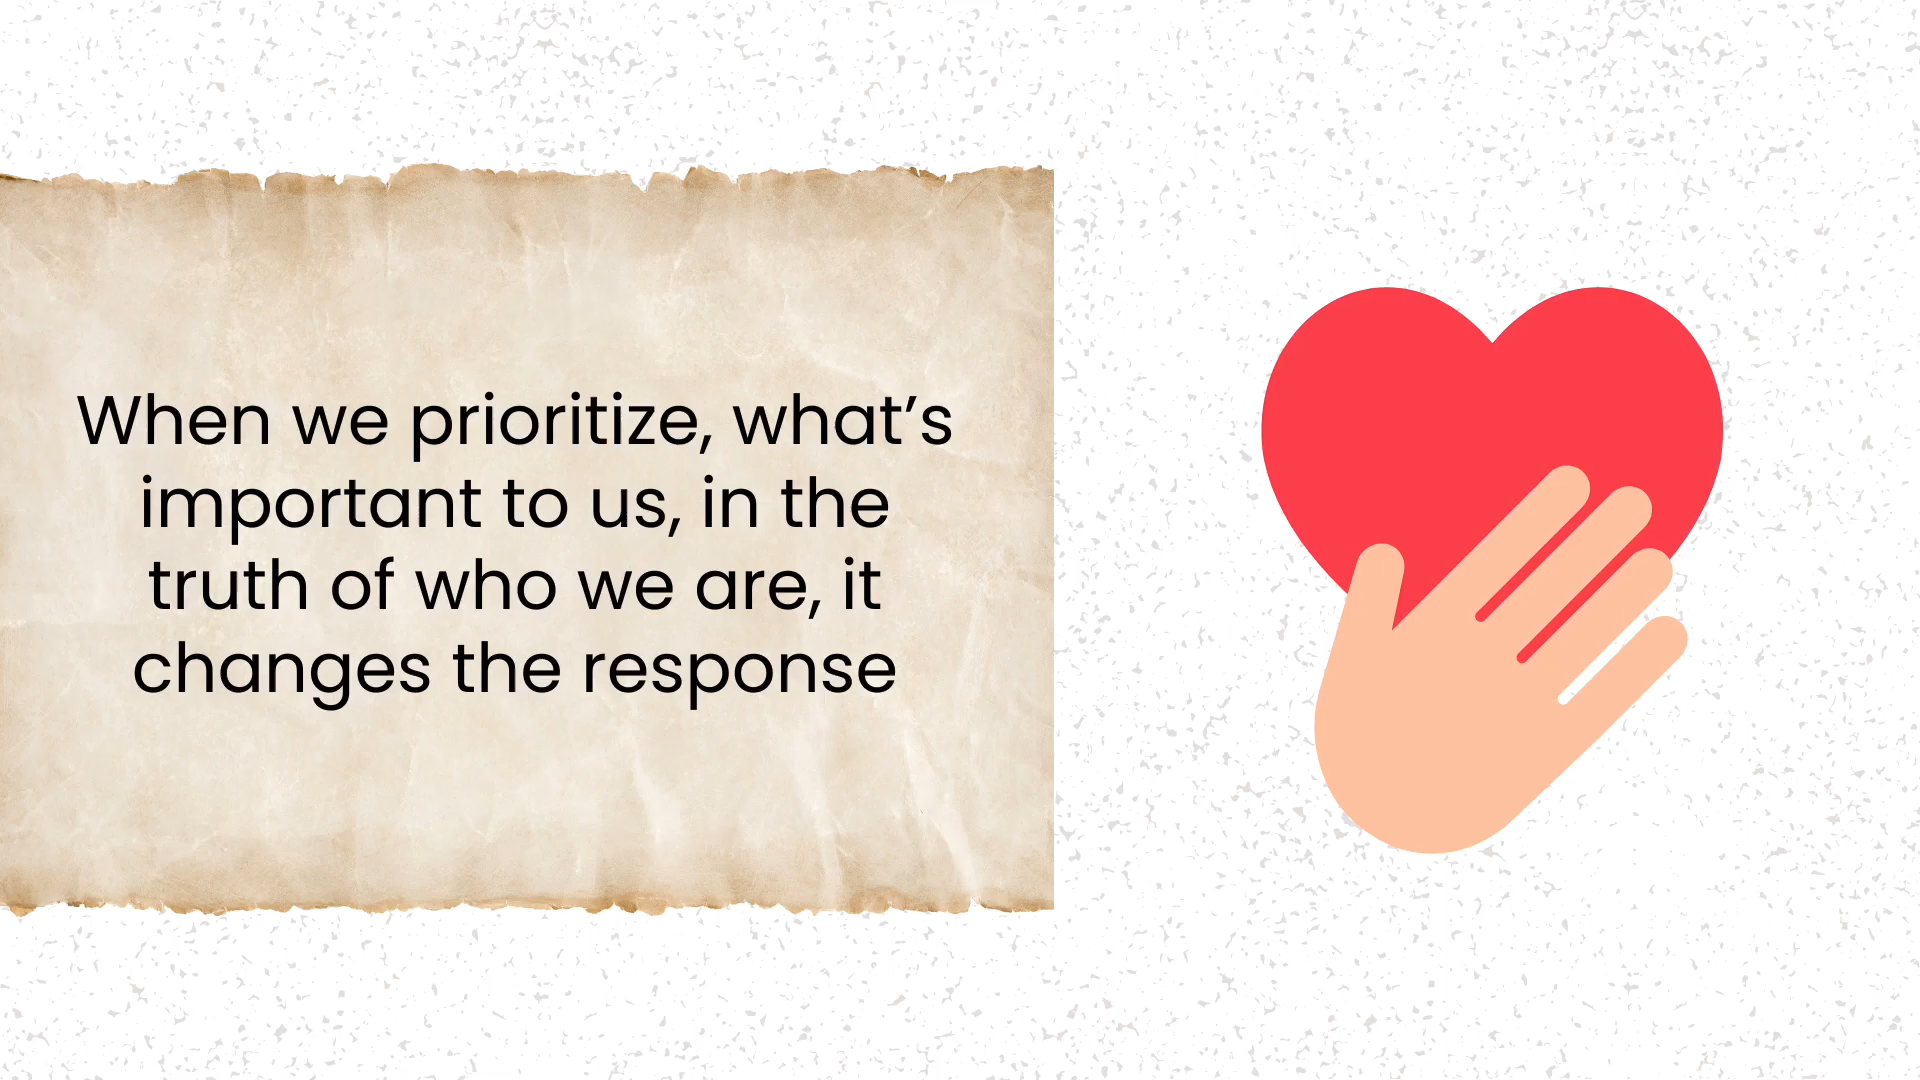 When we prioritize, what’s
important to us, in the
truth of who we are, it
changes the response